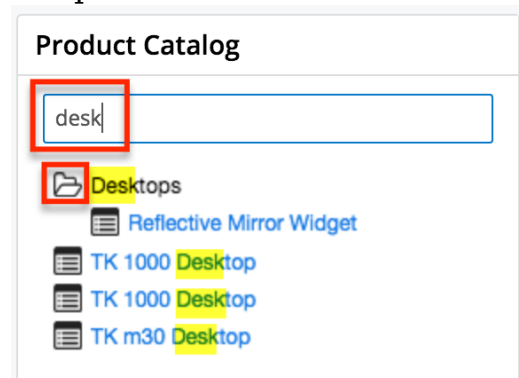 Product Catalog
desk
Desktops
Reflective Mirror Widget
TK 1000 Desktop
TK 1000 Desktop
TK m30 Desktop